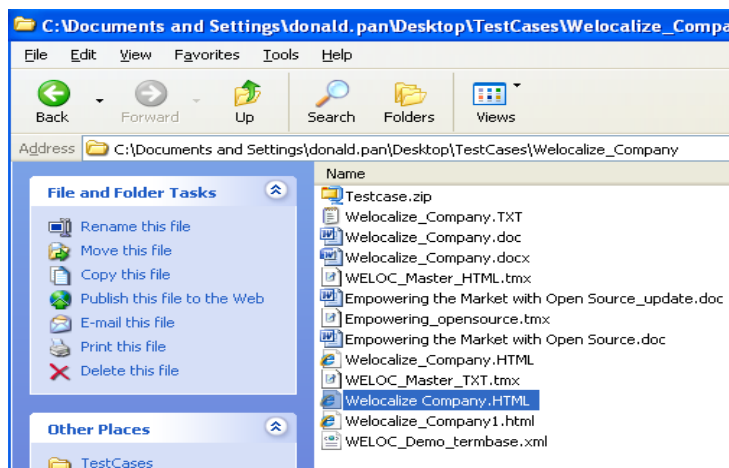 C:\Documents and Settings\donald.pan\Desktop\TestCases\Welocalize_Compa
File Edit View Favorites Tools Help
Back Forward Up Search Folders Views
Address C:\Documents and Settings\donald.pan\Desktop\TestCases\Welocalize_Company
Name
File and Folder Tasks
Rename this file
Move this file
Copy this file
Publish this file to the Web
E-mail this file
Print this file
Delete this file
Other Places
TestCases
Testcase.zip
Welocalize_Company.TXT
Welocalize_Company.doc
Welocalize_Company.docx
WELOC_Master_HTML.tmx
Empowering the Market with Open Source_update.doc
Empowering_opensource.tmx
Empowering the Market with Open Source.doc
Welocalize_Company.HTML
WELOC_Master_TXT.tmx
Welocalize Company.HTML
Welocalize_Company1.html
WELOC_Demo_termbase.xml